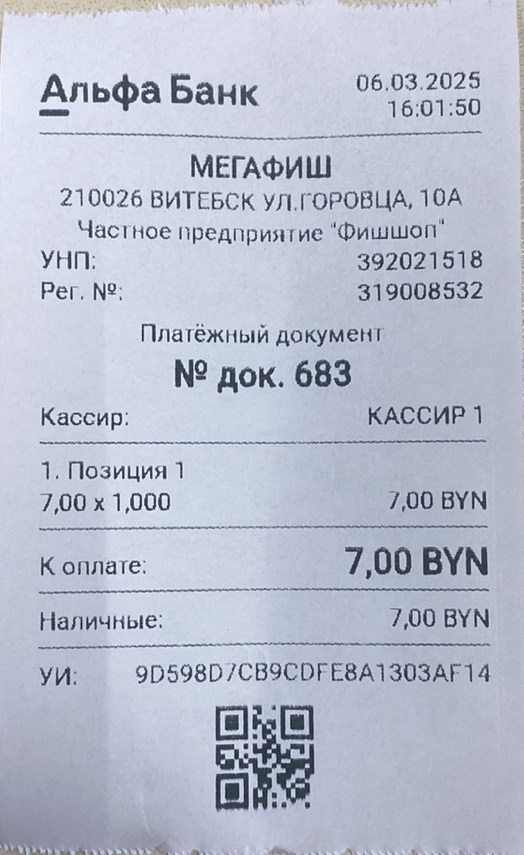 Альфа Банк 06.03.2025
16:01:50
МЕГАФИШ
210026 ВИТЕБСК УЛ.ГОРОВЦА, 10А
Частное предприятие "Фишшоп"
УНП: 392021518
Рег. №: 319008532
Платёжный документ
№ док. 683
Кассир: КАССИР 1
1. Позиция 1
7,00 x 1,000 7,00 BYN
К оплате: 7,00 BYN
Наличные: 7,00 BYN
УИ: 9D598D7CB9CDFE8A1303AF14